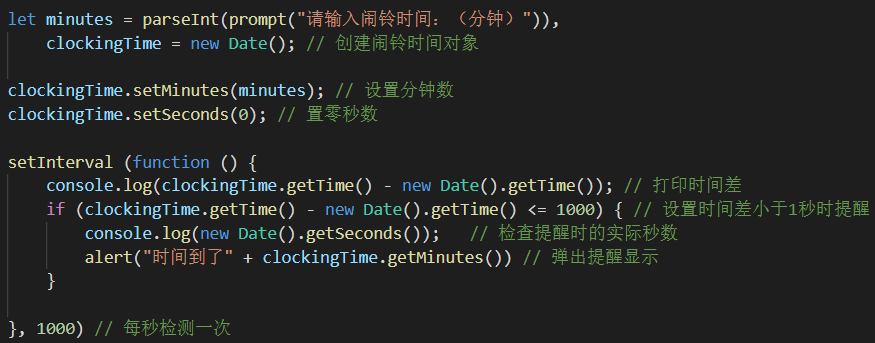 let minutes = parseInt(prompt("请输入闹铃时间：（分钟）")),
    clockingTime = new Date(); // 创建闹铃时间对象
clockingTime.setMinutes(minutes); // 设置分钟数
clockingTime.setSeconds(0); // 置零秒数
setInterval (function () {
    console.log(clockingTime.getTime() - new Date().getTime()); // 打印时间差
    if (clockingTime.getTime() - new Date().getTime() <= 1000) { // 设置时间差小于1秒时提醒
        console.log(new Date().getSeconds());   // 检查提醒时的实际秒数
        alert("时间到了" + clockingTime.getMinutes()) // 弹出提醒显示
    }
}, 1000) // 每秒检测一次